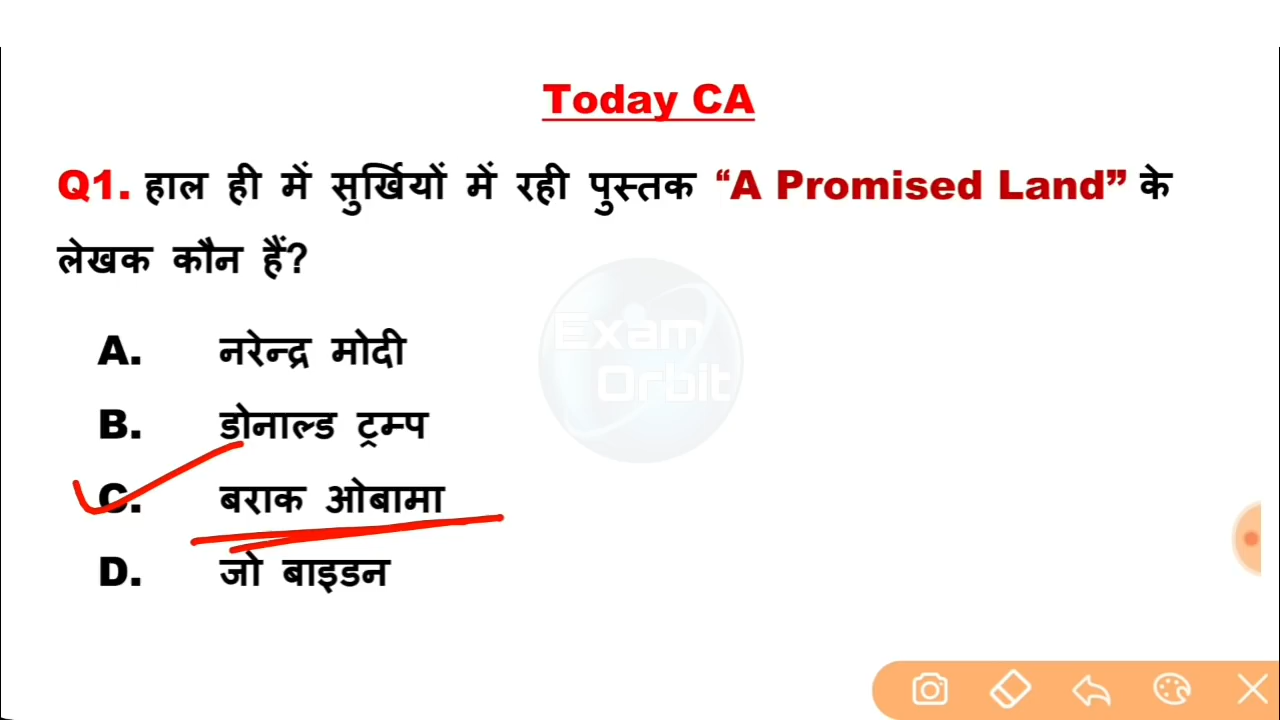 Today CA
Q1. हाल ही में सुर्खियों में रही पुस्तक “A Promised Land” के
लेखक कौन हैं?
Exam
Orbit
A. नरेन्द्र मोदी
B. डोनाल्ड ट्रम्प
C. बराक ओबामा
D. जो बाइडन